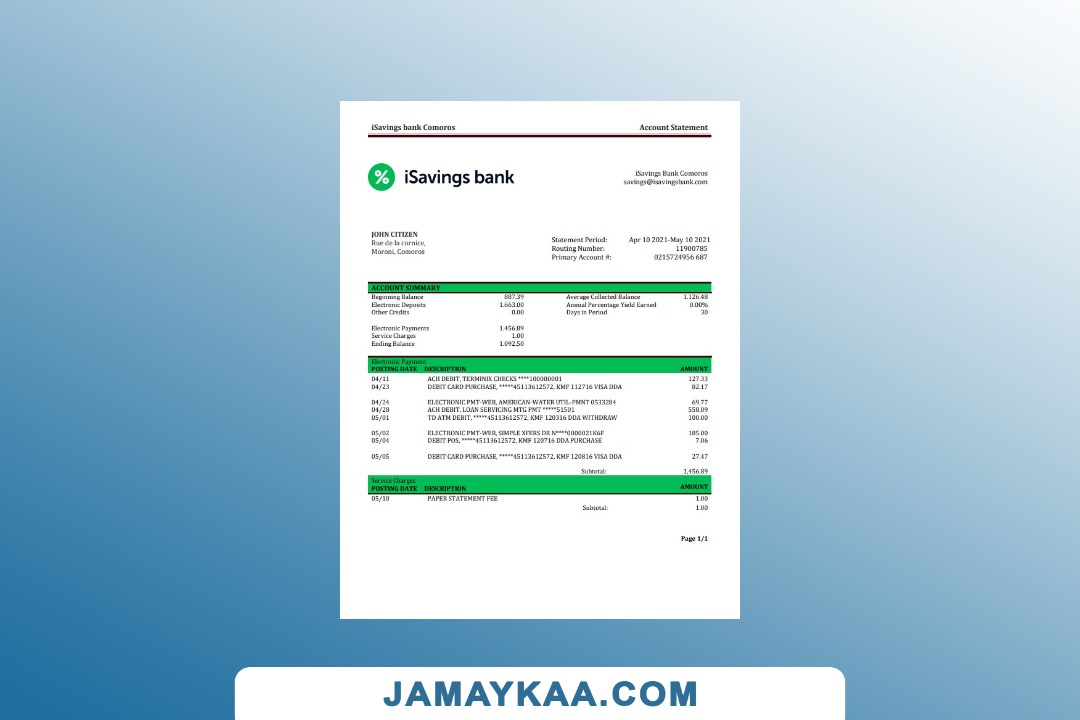 iSavings bank Comoros Account Statement
% iSavings bank
iSavings Bank Comoros
savings@isavingsbank.com
JOHN CITIZEN
Rue de la cornice,
Moroni, Comoros
Statement Period: Apr 10 2021-May 10 2021
Routing Number: 11900785
Primary Account #: 0215724956 687
ACCOUNT SUMMARY
Beginning Balance 887.39 Average Collected Balance 1.126.48
Electronic Deposits 1.663.00 Annual Percentage Yield Earned 0.00%
Other Credits 0.00 Days in Period 30
Electronic Payments 1.456.89
Service Charges 1.00
Ending Balance 1.092.50
Electronic Payment
POSTING DATE DESCRIPTION AMOUNT
04/11 ACH DEBIT, TERMINIX CHECKS ****100000001 127.33
04/23 DEBIT CARD PURCHASE, *****45113612572, KMF 112716 VISA DDA 82.17
04/24 ELECTRONIC PMT-WEB, AMERICAN-WATER UTIL-PMNT 0533284 69.77
04/28 ACH DEBIT, LOAN SERVICING MTG PMT *****51501 558.09
05/01 TD ATM DEBIT, *****45113612572, KMF 120316 DDA WITHDRAW 100.00
05/02 ELECTRONIC PMT-WEB, SIMPLE XFERS DR N****0000021K6F 185.00
05/04 DEBIT POS, *****45113612572, KMF 120716 DDA PURCHASE 7.06
05/05 DEBIT CARD PURCHASE, *****45113612572, KMF 120816 VISA DDA 27.47
Subtotal: 1,456.89
Service Charges
POSTING DATE DESCRIPTION AMOUNT
05/10 PAPER STATEMENT FEE 1.00
Subtotal: 1.00
Page 1/1
JAMAYKAA.COM